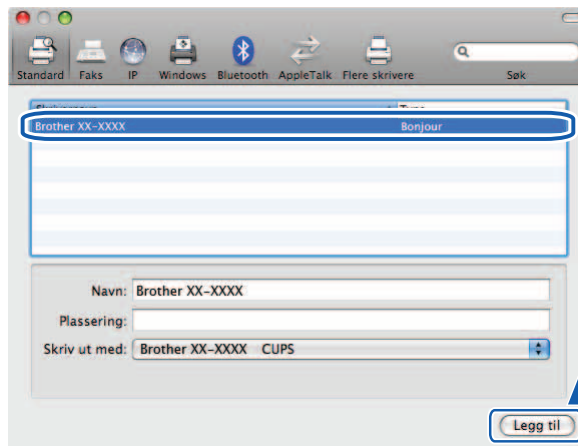 Standard Faks IP Windows Bluetooth AppleTalk Flere skrivere Søk
Brother XX-XXXX Bonjour
Navn: Brother XX-XXXX
Plassering:
Skriv ut med: Brother XX-XXXX CUPS
Legg til